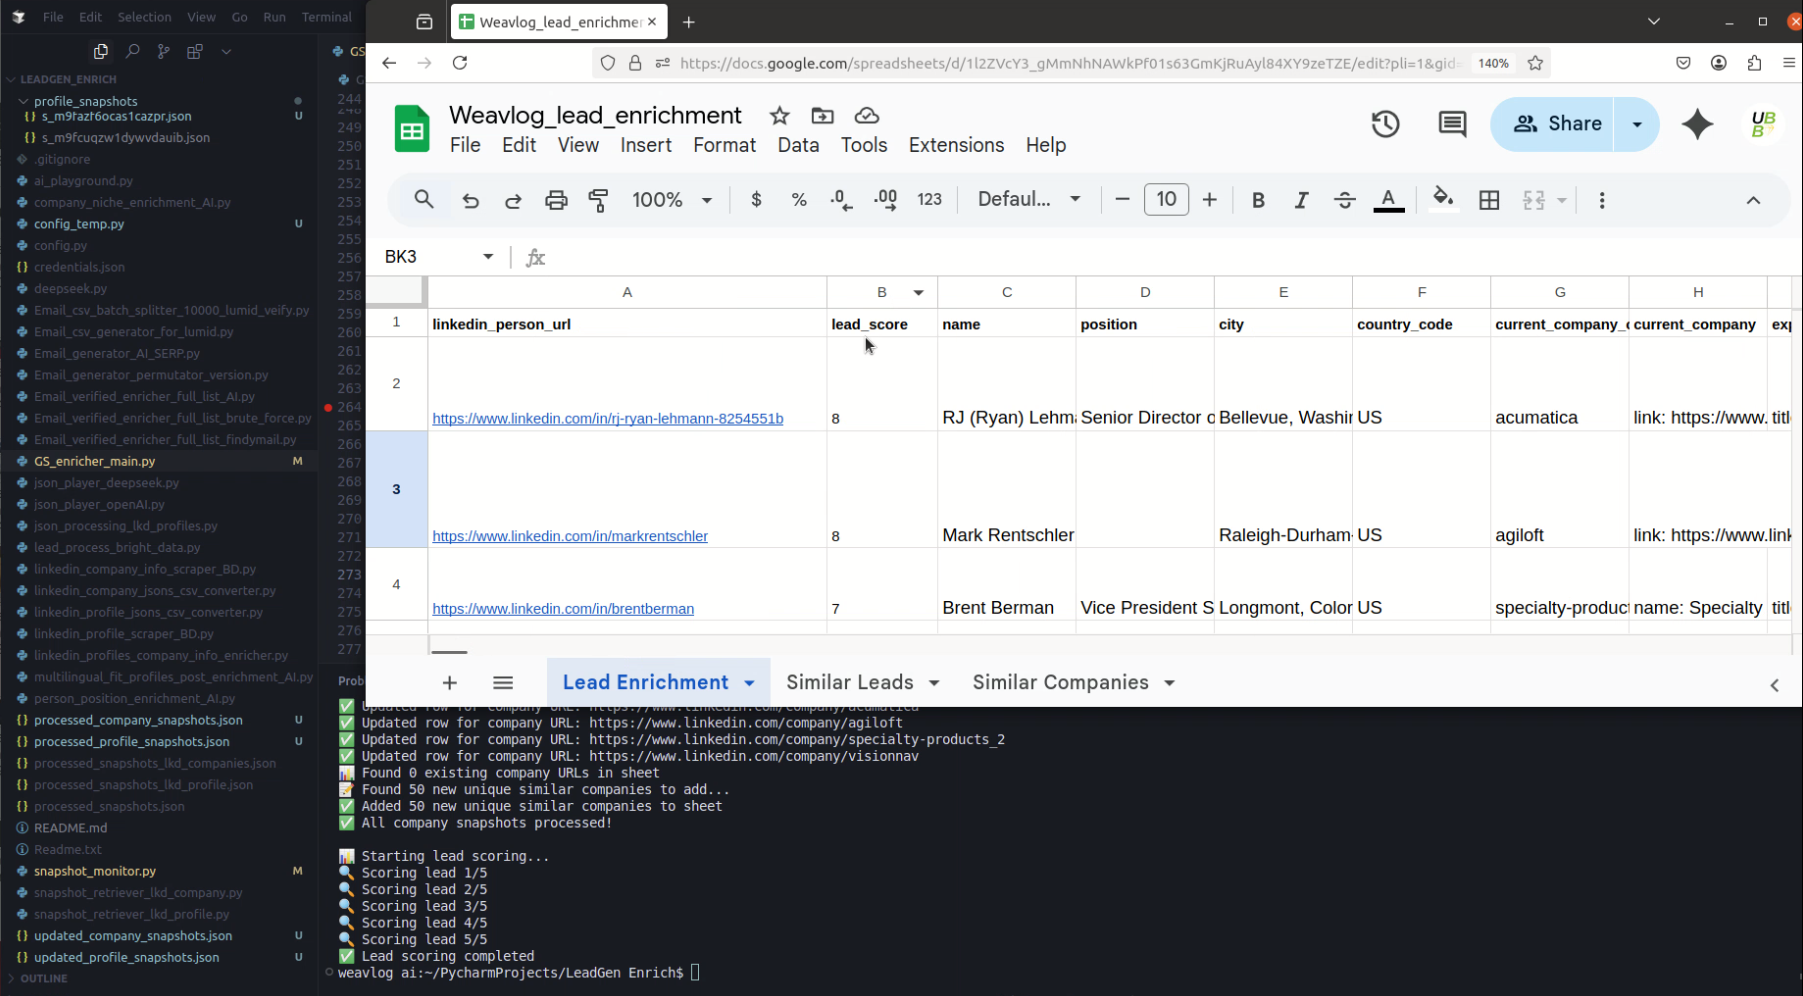 File Edit Selection View Go Run Terminal
LEADGEN_ENRICH
profile_snapshots
s_m9fazf6ocas1cazpr.json U
s_m9fcuqzw1dywvdauib.json
.gitignore
ai_playground.py
company_niche_enrichment_AI.py
config_temp.py U
config.py
credentials.json
deepseek.py
Email_csv_batch_splitter_10000_lumid_veify.py
Email_csv_generator_for_lumid.py
Email_generator_AI_SERP.py
Email_generator_permutator_version.py
Email_verified_enricher_full_list_AI.py
Email_verified_enricher_full_list_brute_force.py
Email_verified_enricher_full_list_findymail.py
GS_enricher_main.py M
json_player_deepseek.py
json_player_openAI.py
json_processing_lkd_profiles.py
lead_process_bright_data.py
linkedin_company_info_scraper_BD.py
linkedin_company_jsons_csv_converter.py
linkedin_profile_jsons_csv_converter.py
linkedin_profile_scraper_BD.py
linkedin_profiles_company_info_enricher.py
multilingual_fit_profiles_post_enrichment_AI.py
person_position_enrichment_AI.py
processed_company_snapshots.json U
processed_profile_snapshots.json U
processed_snapshots_lkd_companies.json
processed_snapshots_lkd_profile.json
processed_snapshots.json
README.md
Readme.txt
snapshot_monitor.py M
snapshot_retriever_lkd_company.py
snapshot_retriever_lkd_profile.py
updated_company_snapshots.json U
updated_profile_snapshots.json U
OUTLINE
GS
G
244
248
249
250
251
252
253
254
255
256
257
258
259
260
261
262
263
264
265
266
267
268
269
270
271
272
273
274
275
276
277
Weavlog_lead_enrichmer
https://docs.google.com/spreadsheets/d/1l2ZVcY3_gMmNhNAWkPf01s63GmKjRuAyl84XY9zeTZE/edit?pli=1&gid= 140%
Weavlog_lead_enrichment
File Edit View Insert Format Data Tools Extensions Help
Share
UB
B
100% $ % .0 .00 123 Defaul... 10 B I A
BK3 fx
A B C D E F G H
1 linkedin_person_url lead_score name position city country_code current_company_c current_company exp
2 https://www.linkedin.com/in/rj-ryan-lehmann-8254551b 8 RJ (Ryan) Lehma Senior Director o Bellevue, Washin US acumatica link: https://www. titl
3 https://www.linkedin.com/in/markrentschler 8 Mark Rentschler Raleigh-Durham- US agiloft link: https://www. link
4 https://www.linkedin.com/in/brentberman 7 Brent Berman Vice President S Longmont, Color US specialty-product name: Specialty titl
Lead Enrichment Similar Leads Similar Companies
Probl
Updated row for company URL: https://www.linkedin.com/company/acumatica
Updated row for company URL: https://www.linkedin.com/company/agiloft
Updated row for company URL: https://www.linkedin.com/company/specialty-products_2
Updated row for company URL: https://www.linkedin.com/company/visionnav
Found 0 existing company URLs in sheet
Found 50 new unique similar companies to add...
Added 50 new unique similar companies to sheet
All company snapshots processed!
Starting lead scoring...
Scoring lead 1/5
Scoring lead 2/5
Scoring lead 3/5
Scoring lead 4/5
Scoring lead 5/5
Lead scoring completed
weavlog ai:~/PycharmProjects/LeadGen Enrich$